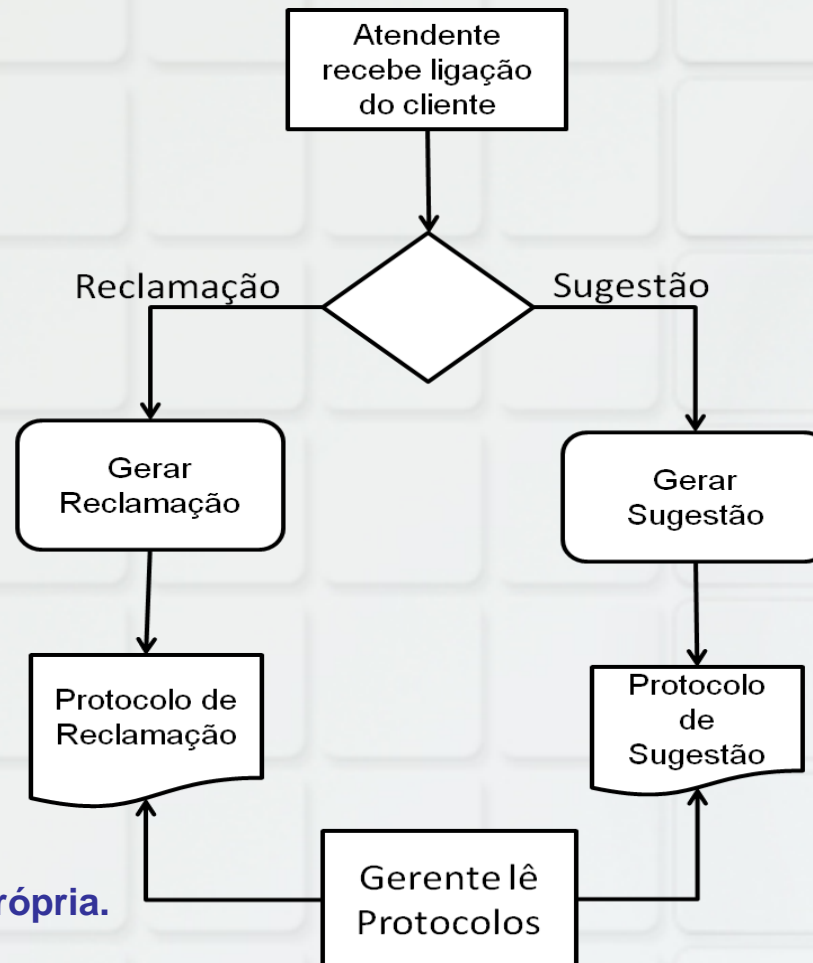 Atendente
recebe ligação
do cliente
Reclamação
Sugestão
Gerar
Reclamação
Gerar
Sugestão
Protocolo de
Reclamação
Protocolo
de
Sugestão
Gerente lê
Protocolos
rópria.